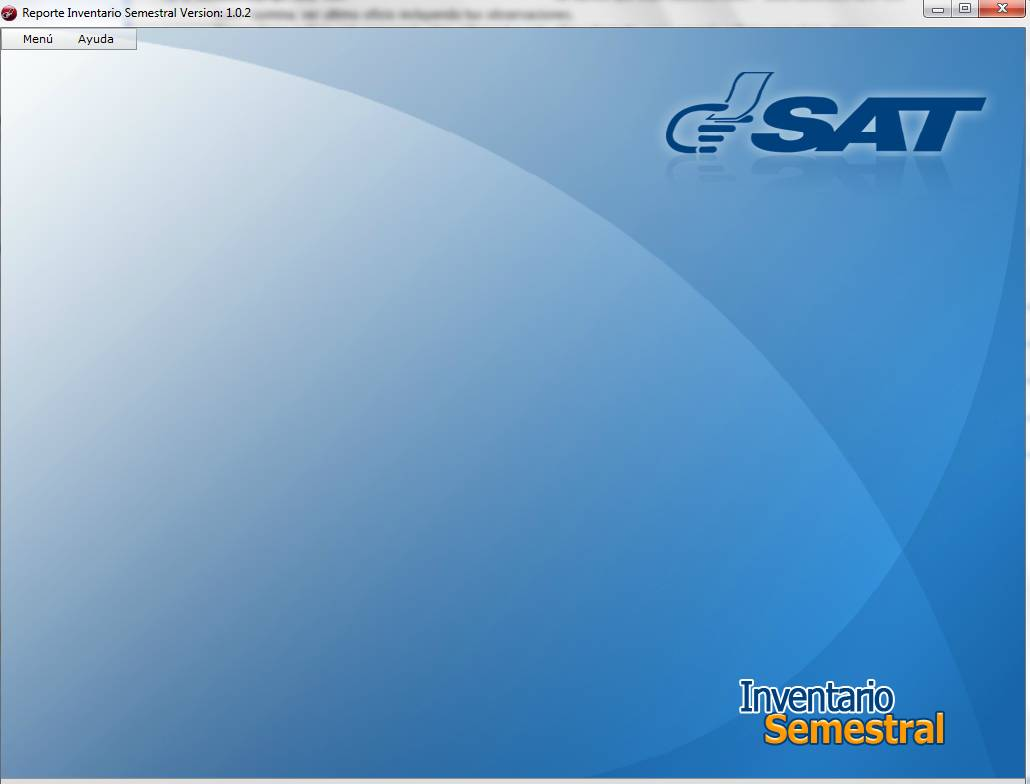 Reporte Inventario Semestral Version: 1.0.2
Menú Ayuda
SAT
Inventario
Semestral